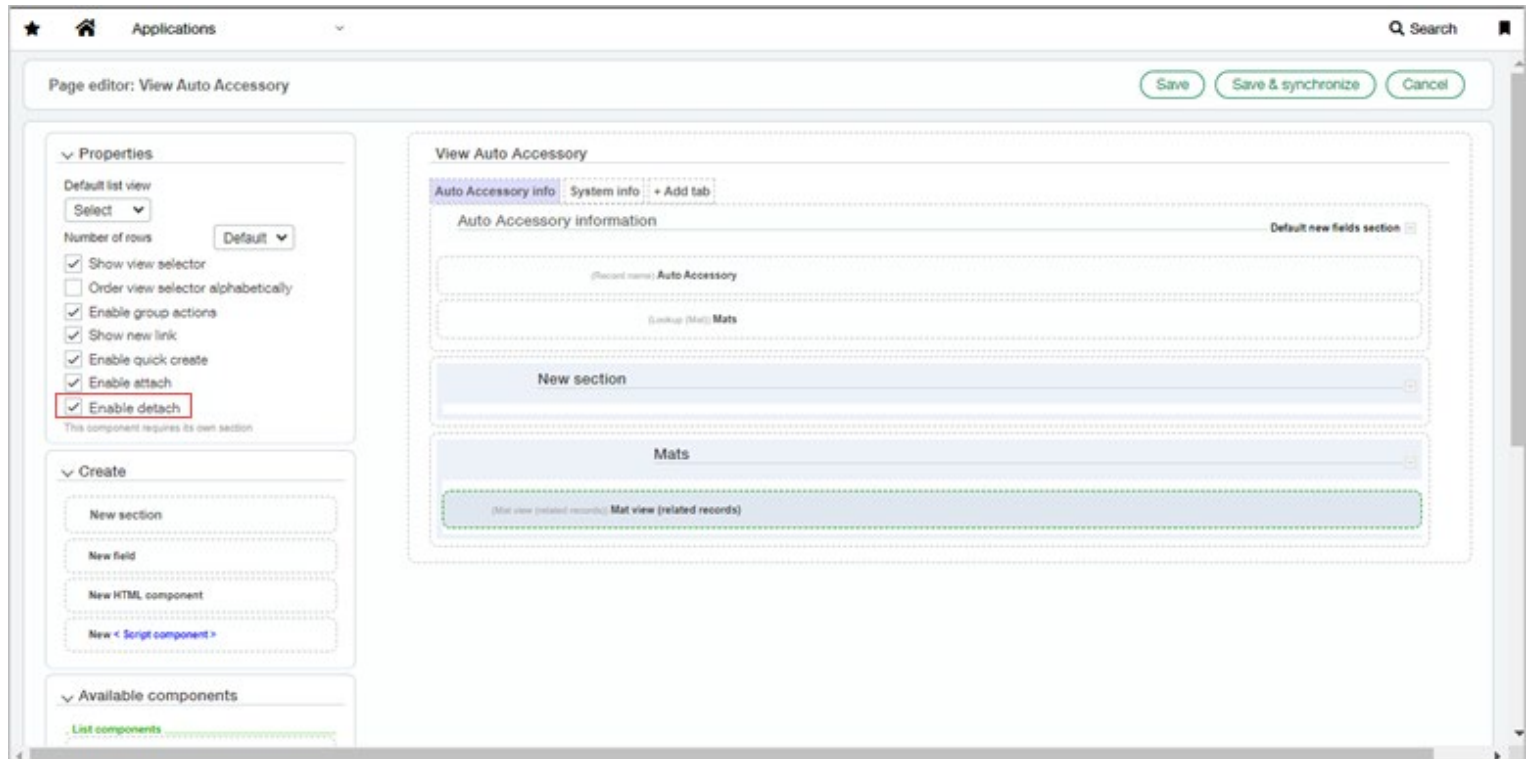 Applications
Search
Page editor: View Auto Accessory
Save
Save & synchronize
Cancel
Properties
Default list view
Select
Number of rows
Default
Show view selector
Order view selector alphabetically
Enable group actions
Show new link
Enable quick create
Enable attach
Enable detach
This component requires its own section
Create
New section
New field
New HTML component
New < Script component >
Available components
List components
View Auto Accessory
Auto Accessory info
System info
+ Add tab
Auto Accessory information
Default new fields section
(Record name) Auto Accessory
(Lookup (Mat)) Mats
New section
Mats
(Mat view (related records)) Mat view (related records)